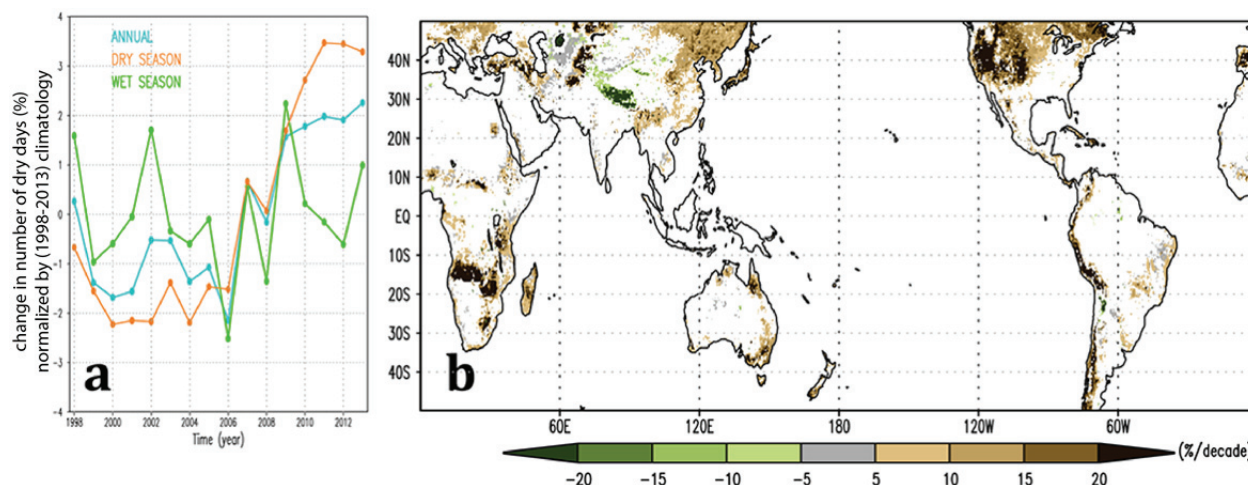 change in number of dry days (%)
normalized by (1998-2013) climatology
4
3
2
1
0
-1
-2
-3
-4
ANNUAL
DRY SEASON
WET SEASON
a
1998 2000 2002 2004 2006 2008 2010 2012
Time (year)
40N
30N
20N
10N
EQ
10S
20S
30S
40S
b
60E 120E 180 120W 60W
(%/decade)
-20 -15 -10 -5 5 10 15 20